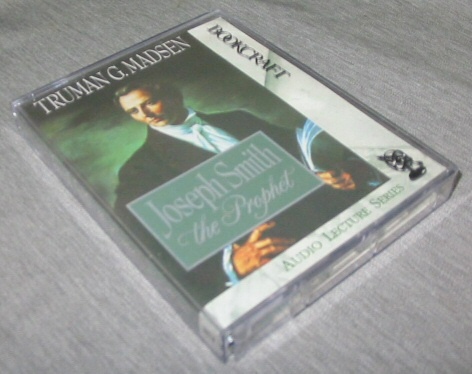 TRUMAN G. MADSEN
BOOKCRAFT
Joseph Smith
the Prophet
AUDIO LECTURE SERIES